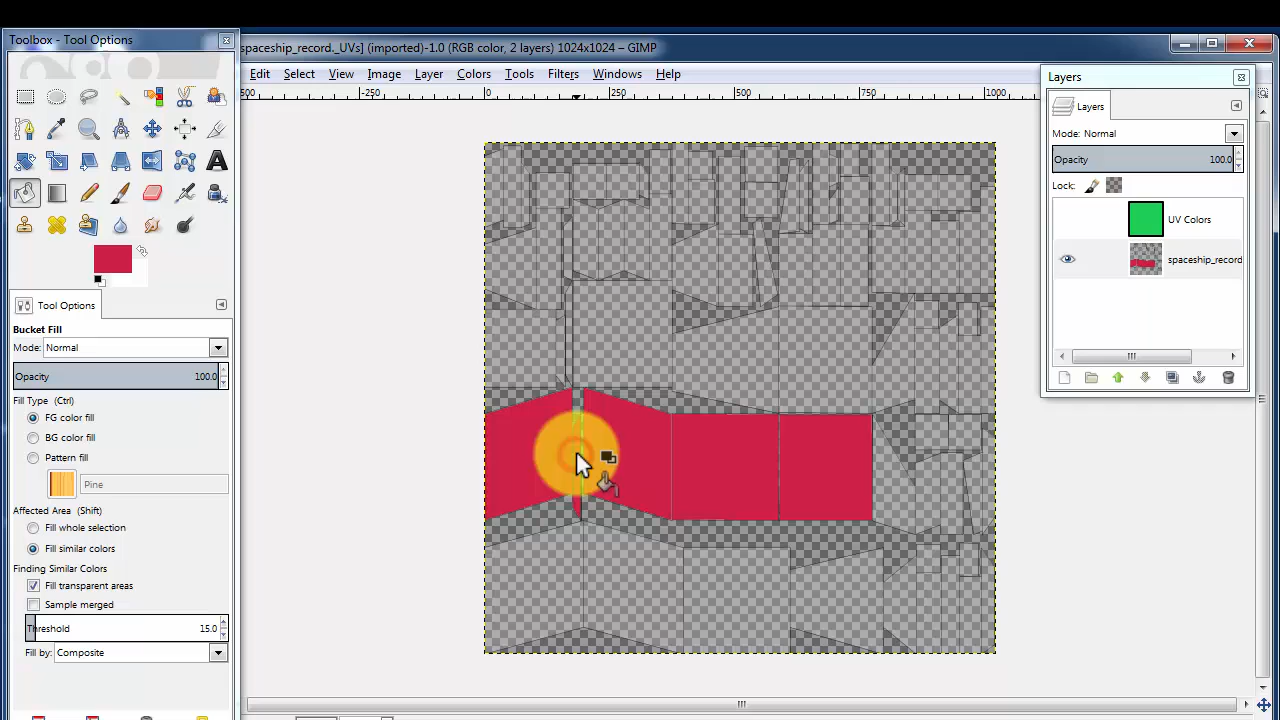 Toolbox - Tool Options
spaceship_record._UVs] (imported)-1.0 (RGB color, 2 layers) 1024x1024 – GIMP
Edit Select View Image Layer Colors Tools Filters Windows Help
500 0 250 500 750 1000
Tool Options
Bucket Fill
Mode: Normal
Opacity 100.0
Fill Type (Ctrl)
FG color fill
BG color fill
Pattern fill
Pine
Affected Area (Shift)
Fill whole selection
Fill similar colors
Finding Similar Colors
Fill transparent areas
Sample merged
Threshold 15.0
Fill by: Composite
Layers
Layers
Mode: Normal
Opacity 100.0
Lock:
UV Colors
spaceship_record